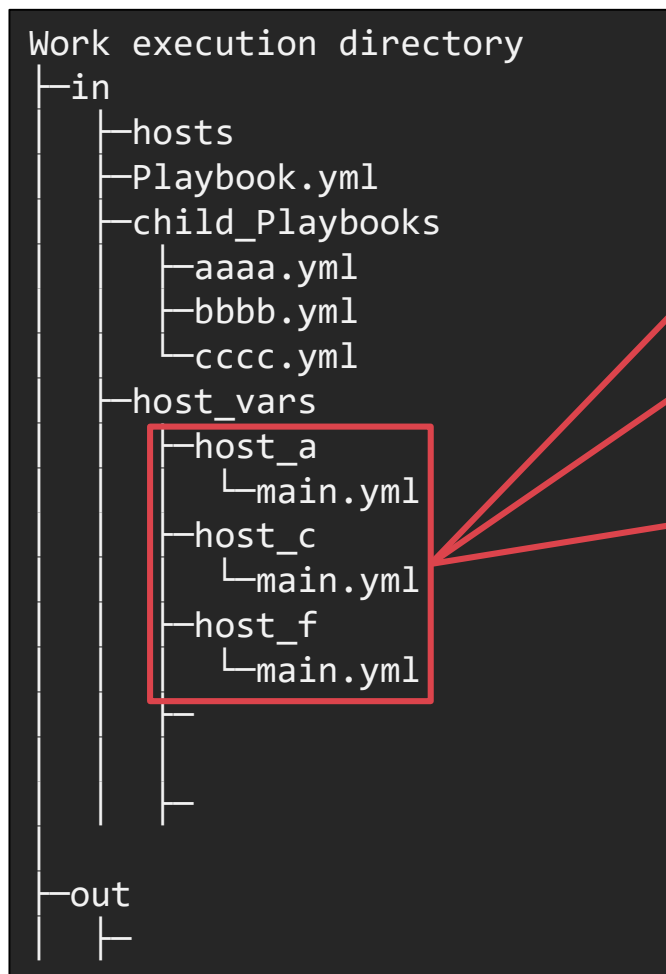 Work execution directory
├─in
│  ├─hosts
│  ├─Playbook.yml
│  ├─child_Playbooks
│  │  ├─aaaa.yml
│  │  ├─bbbb.yml
│  │  └─cccc.yml
│  ├─host_vars
│  │  ├─host_a
│  │  │  └─main.yml
│  │  ├─host_c
│  │  │  └─main.yml
│  │  ├─host_f
│  │  │  └─main.yml
│  │  ├─
│  │  │
│  │  ├─
│
├─out
│  ├─